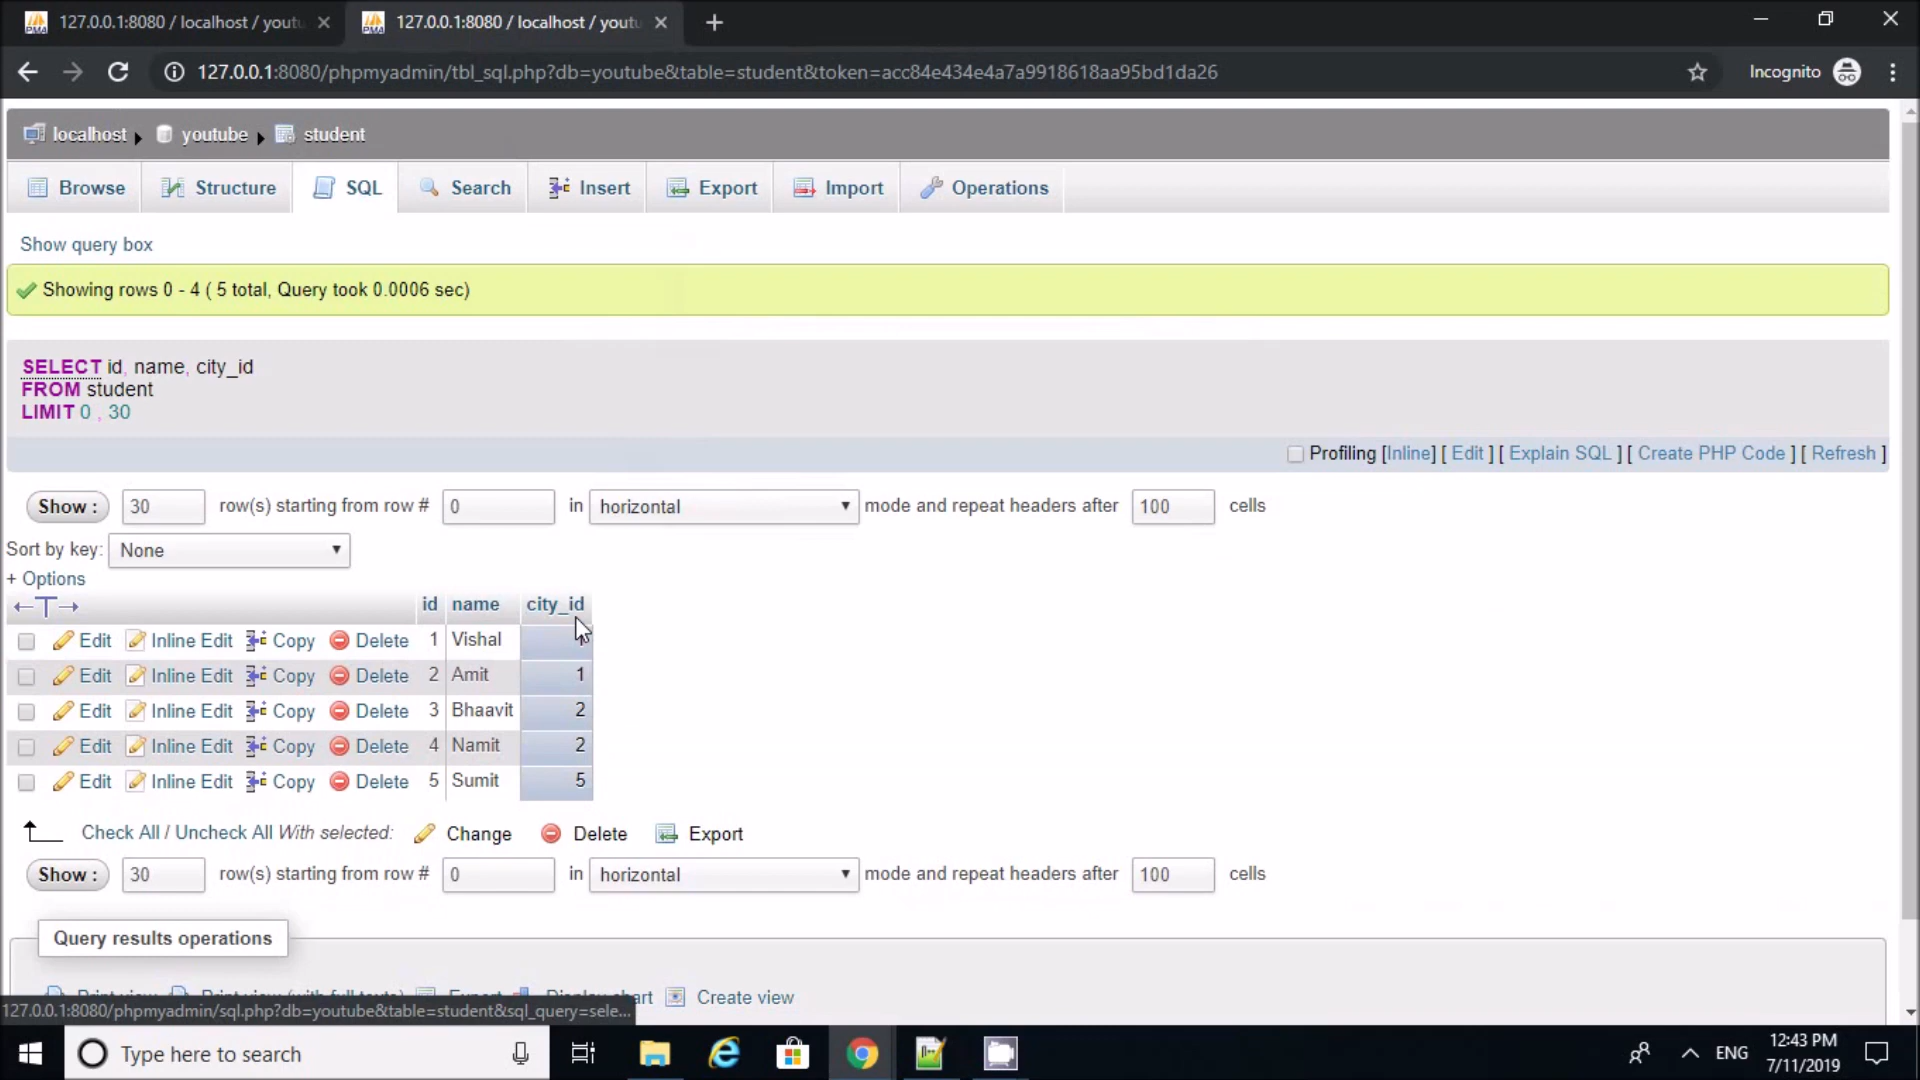 127.0.0.1:8080 / localhost / youtu
127.0.0.1:8080 / localhost / youtu
127.0.0.1:8080/phpmyadmin/tbl_sql.php?db=youtube&table=student&token=acc84e434e4a7a9918618aa95bd1da26
Incognito
localhost youtube student
Browse Structure SQL Search Insert Export Import Operations
Show query box
Showing rows 0 - 4 ( 5 total, Query took 0.0006 sec)
SELECT id, name, city_id
FROM student
LIMIT 0 , 30
Profiling [Inline] [ Edit ] [ Explain SQL ] [ Create PHP Code ] [ Refresh ]
Show : 30 row(s) starting from row # 0 in horizontal mode and repeat headers after 100 cells
Sort by key: None
+ Options
←T→ id name city_id
Edit Inline Edit Copy Delete 1 Vishal
Edit Inline Edit Copy Delete 2 Amit 1
Edit Inline Edit Copy Delete 3 Bhaavit 2
Edit Inline Edit Copy Delete 4 Namit 2
Edit Inline Edit Copy Delete 5 Sumit 5
Check All / Uncheck All With selected: Change Delete Export
Show : 30 row(s) starting from row # 0 in horizontal mode and repeat headers after 100 cells
Query results operations
Print view Print view (with full texts) Export Display chart Create view
127.0.0.1:8080/phpmyadmin/sql.php?db=youtube&table=student&sql_query=sele...
Type here to search
ENG
12:43 PM
7/11/2019